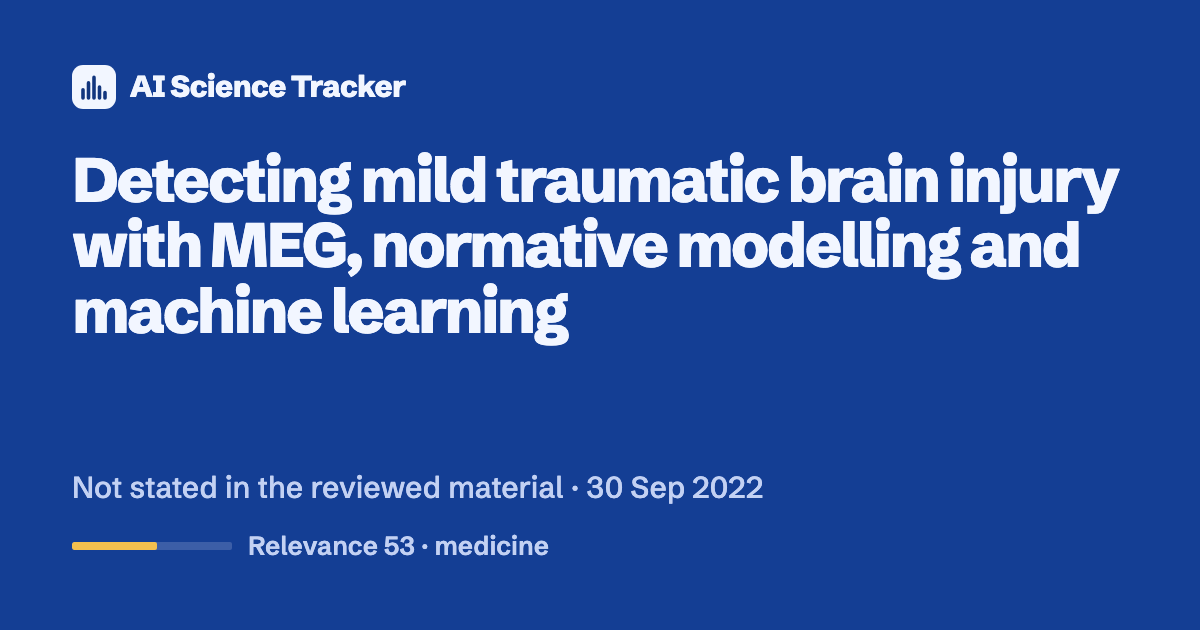 AI Science Tracker
Detecting mild traumatic brain injury
with MEG, normative modelling and
machine learning
Not stated in the reviewed material · 30 Sep 2022
Relevance 53 · medicine